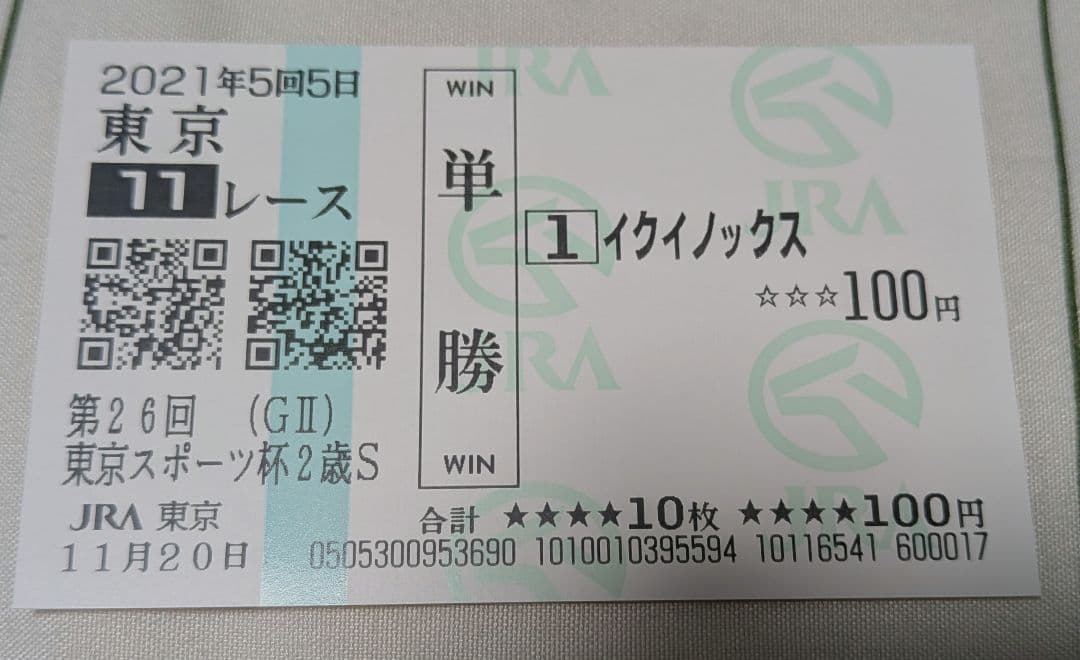 2021年5回5日
東京
11レース
第26回 (GⅡ)
東京スポーツ杯2歳S
JRA 東京
11月20日
WIN
単勝
WIN
1 イクイノックス
☆☆☆100円
合計 ★★★★10枚 ★★★★100円
0505300953690 1010010395594 10116541 600017
JRA
JRA
JRA